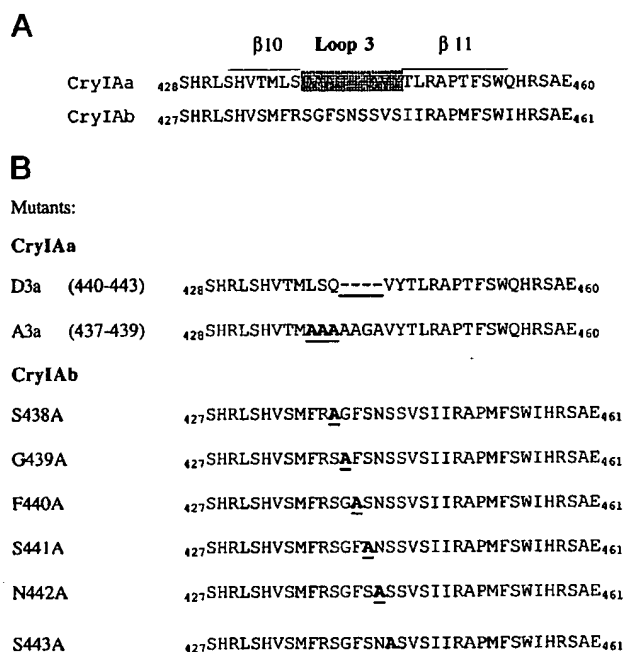 A
β10 Loop 3 β 11
CryIAa 428SHRLSHVTMLS TLRAPTFSWQHRSAE460
CryIAb 427SHRLSHVSMFRSGFSNSSVSIIRAPMFSWIHRSAE461
B
Mutants:
CryIAa
D3a (440-443) 428SHRLSHVTMLSQ----VYTLRAPTFSWQHRSAE460
A3a (437-439) 428SHRLSHVTMAAAAAGAVYTLRAPTFSWQHRSAE460
CryIAb
S438A 427SHRLSHVSMFRAGFSNSSVSIIRAPMFSWIHRSAE461
G439A 427SHRLSHVSMFRSAFSNSSVSIIRAPMFSWIHRSAE461
F440A 427SHRLSHVSMFRSGASNSSVSIIRAPMFSWIHRSAE461
S441A 427SHRLSHVSMFRSGFANSSVSIIRAPMFSWIHRSAE461
N442A 427SHRLSHVSMFRSGFSASSVSIIRAPMFSWIHRSAE461
S443A 427SHRLSHVSMFRSGFSNASVSIIRAPMFSWIHRSAE461